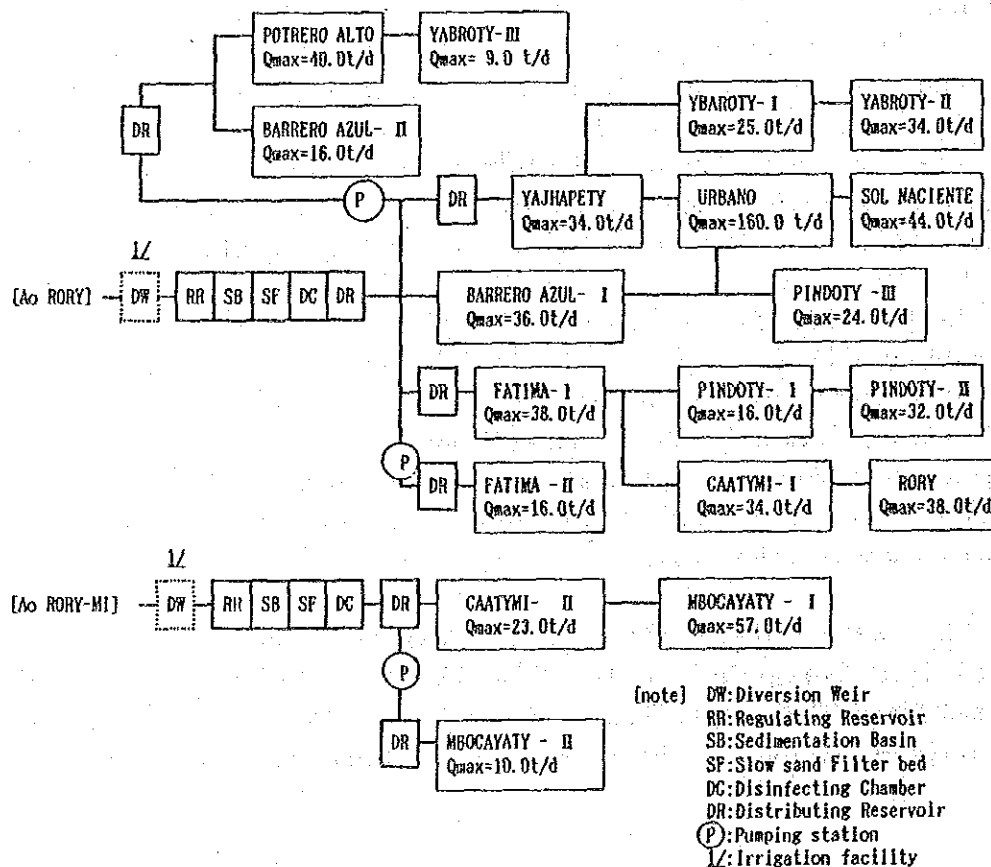 POTRERO ALTO
Qmax=40.0t/d
YABROTY-III
Qmax= 9.0 t/d
DR
BARRERO AZUL- II
Qmax=16.0t/d
YBAROTY- I
Qmax=25.0t/d
YABROTY- II
Qmax=34.0t/d
P
DR
YAJHAPETY
Qmax=34.0t/d
URBANO
Qmax=160.0 t/d
SOL NACIENTE
Qmax=44.0t/d
1/
[Ao RORY]
DW
RR
SB
SF
DC
DR
BARRERO AZUL- I
Qmax=36.0t/d
PINDOTY -III
Qmax=24.0t/d
DR
FATIMA- I
Qmax=38.0t/d
PINDOTY- I
Qmax=16.0t/d
PINDOTY- II
Qmax=32.0t/d
P
DR
FATIMA -II
Qmax=16.0t/d
CAATYMI- I
Qmax=34.0t/d
RORY
Qmax=38.0t/d
1/
[Ao RORY-MI]
DW
RR
SB
SF
DC
DR
CAATYMI- II
Qmax=23.0t/d
MBOCAYATY - I
Qmax=57.0t/d
P
DR
MBOCAYATY - II
Qmax=10.0t/d
[note] DW:Diversion Weir
RR:Regulating Reservoir
SB:Sedimentation Basin
SF:Slow sand Filter bed
DC:Disinfecting Chamber
DR:Distributing Reservoir
P:Pumping station
1/:Irrigation facility